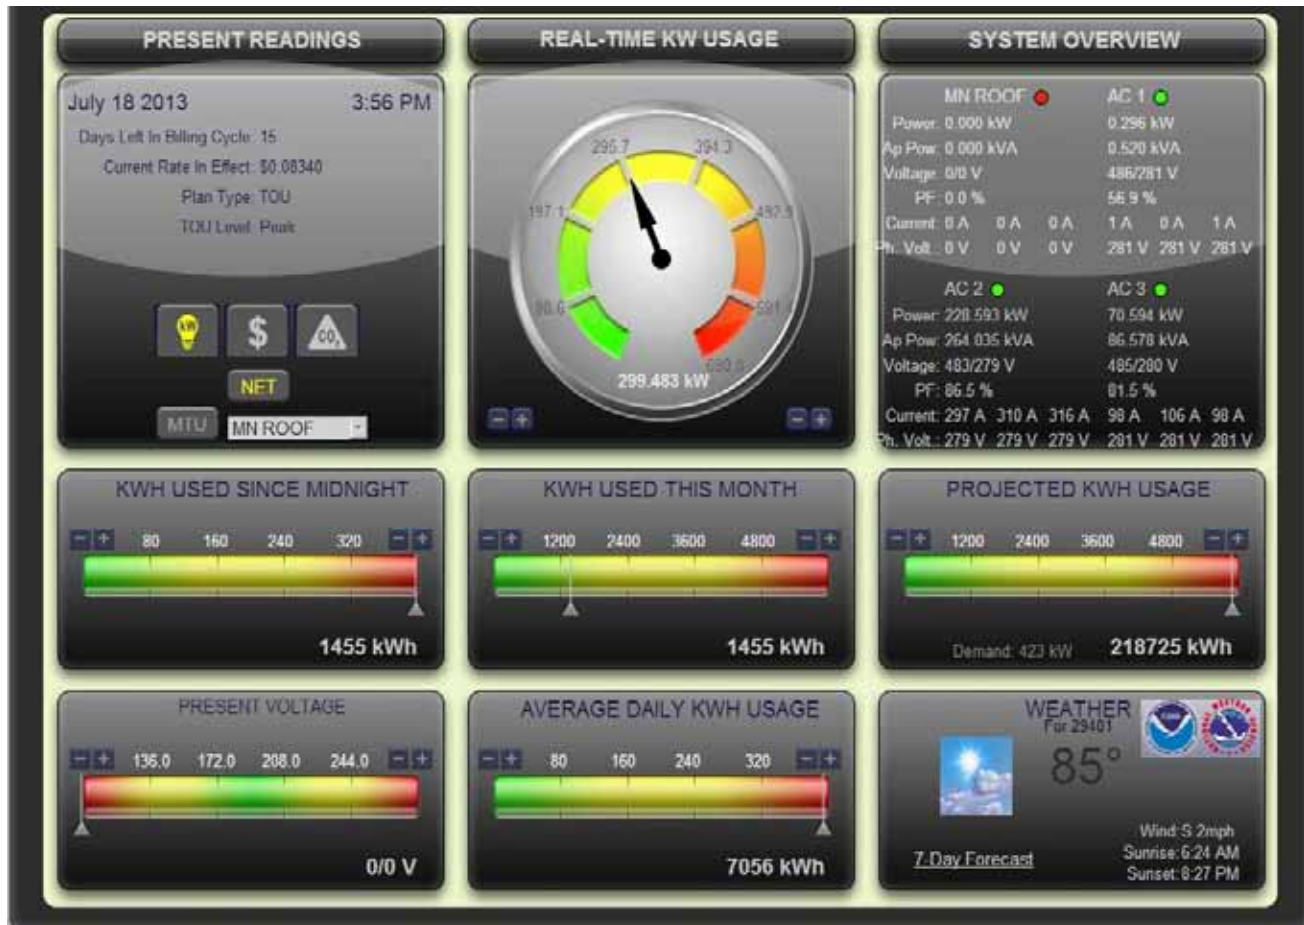 PRESENT READINGS
July 18 2013 3:56 PM
Days Left In Billing Cycle: 15
Current Rate In Effect: $0.08340
Plan Type: TOU
TOU Level: Peak
kW $ CO2
NET
MTU MN ROOF
REAL-TIME KW USAGE
295.7 394.3
197.1 492.9
98.6 591.4
690.0
299.483 kW
SYSTEM OVERVIEW
MN ROOF AC 1
Power: 0.000 kW 0.296 kW
Ap Pow: 0.000 kVA 0.520 kVA
Voltage: 0/0 V 486/281 V
PF: 0.0 % 56.9 %
Current: 0 A 0 A 0 A 1 A 0 A 1 A
Ph. Volt.: 0 V 0 V 0 V 281 V 281 V 281 V
AC 2 AC 3
Power: 228.593 kW 70.594 kW
Ap Pow: 264.035 kVA 86.578 kVA
Voltage: 483/279 V 485/280 V
PF: 86.5 % 81.5 %
Current: 297 A 310 A 316 A 98 A 106 A 98 A
Ph. Volt.: 279 V 279 V 279 V 281 V 281 V 281 V
KWH USED SINCE MIDNIGHT
80 160 240 320
1455 kWh
KWH USED THIS MONTH
1200 2400 3600 4800
1455 kWh
PROJECTED KWH USAGE
1200 2400 3600 4800
Demand: 423 kW 218725 kWh
PRESENT VOLTAGE
136.0 172.0 208.0 244.0
0/0 V
AVERAGE DAILY KWH USAGE
80 160 240 320
7056 kWh
WEATHER
For 29401
85°
Wind: S 2mph
Sunrise: 6:24 AM
Sunset: 8:27 PM
7-Day Forecast